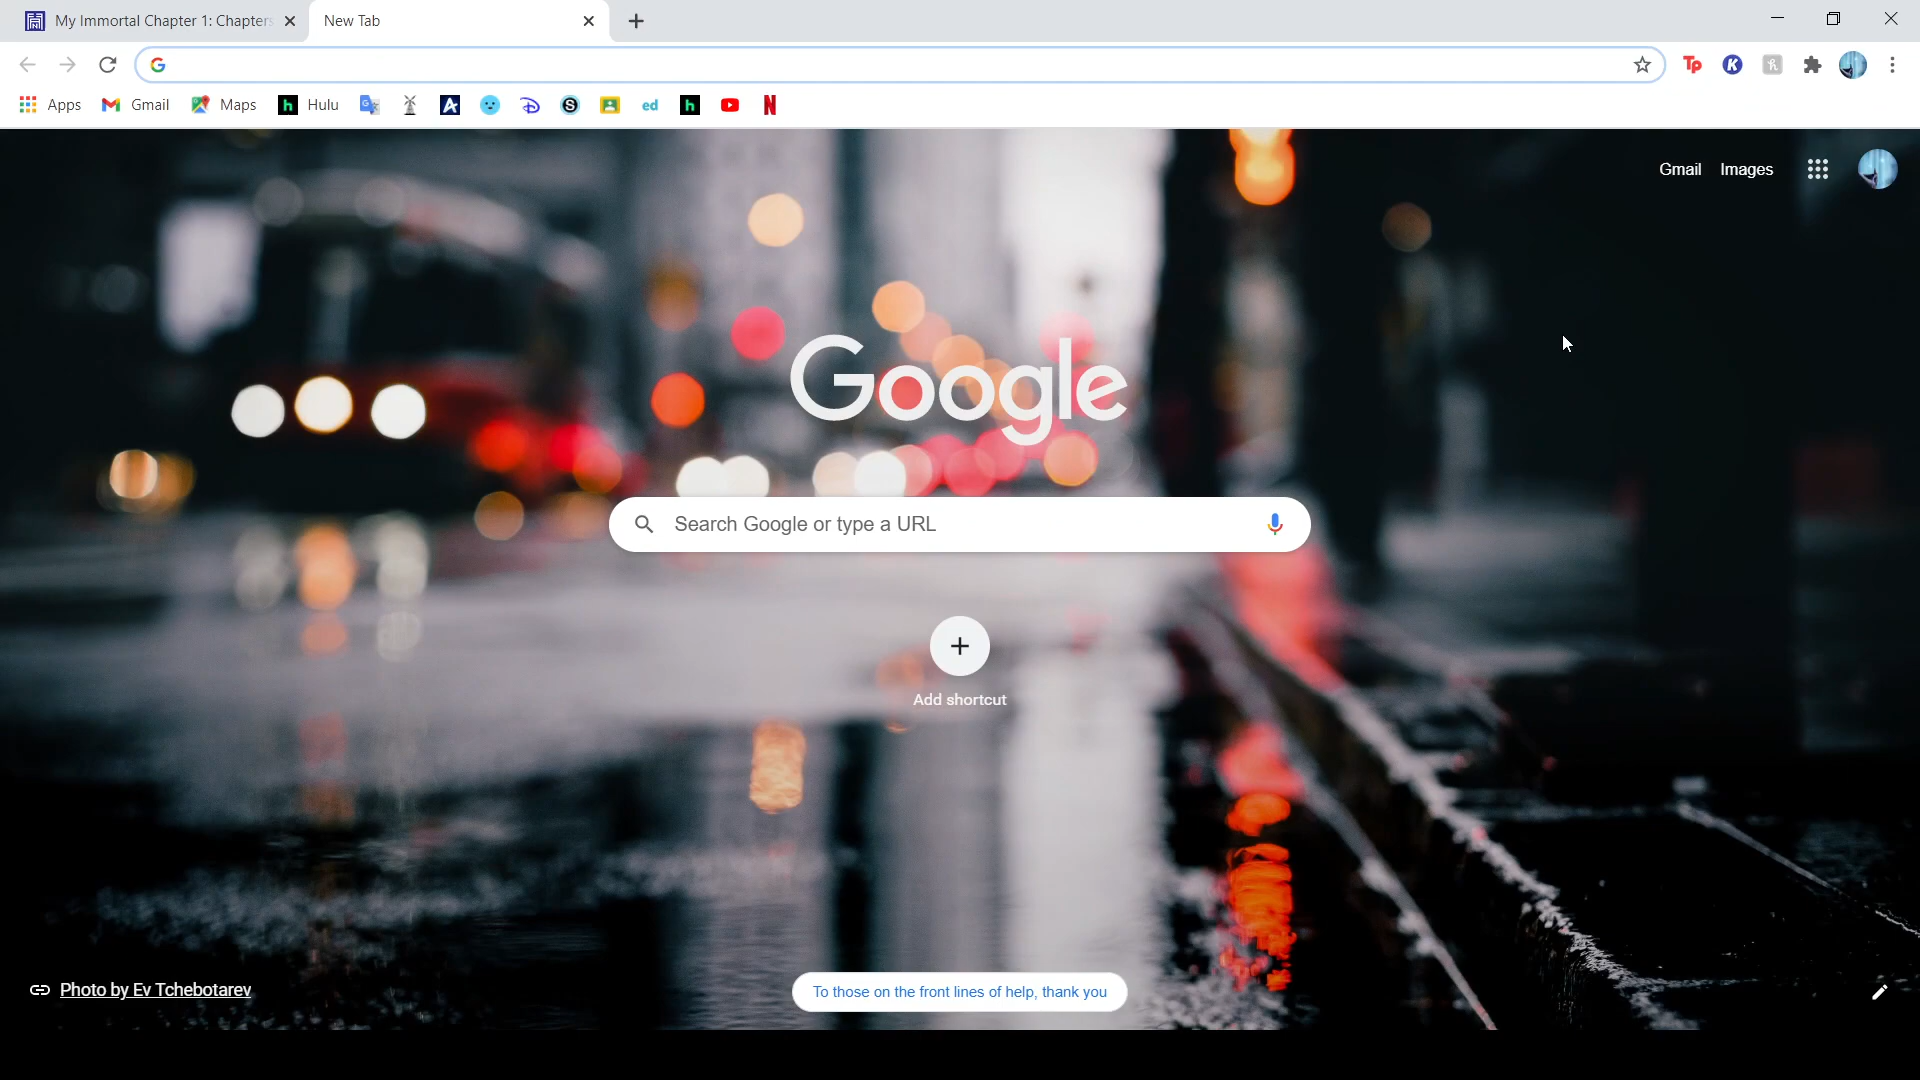 My Immortal Chapter 1: Chapters
New Tab
Apps
Gmail
Maps
Hulu
ed
Gmail
Images
Google
Search Google or type a URL
Add shortcut
Photo by Ev Tchebotarev
To those on the front lines of help, thank you